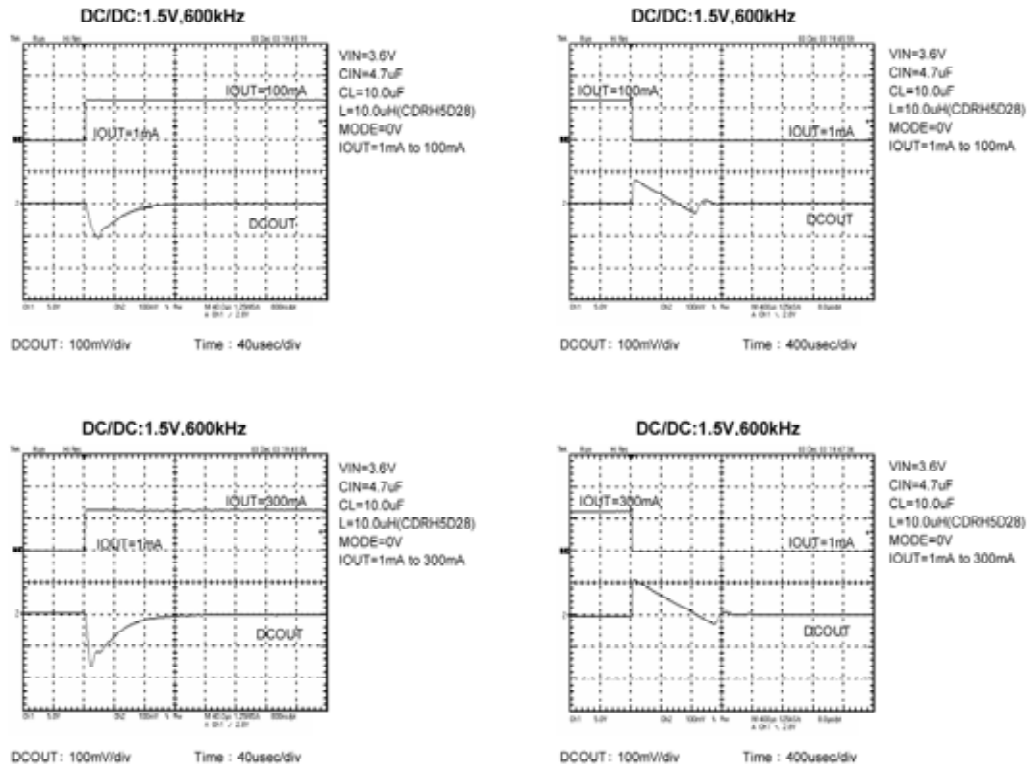 DC/DC:1.5V,600kHz
IOUT=100mA
IOUT=1mA
DCOUT
VIN=3.6V
CIN=4.7uF
CL=10.0uF
L=10.0uH(CDRH5D28)
MODE=0V
IOUT=1mA to 100mA
DCOUT: 100mV/div Time : 40usec/div
DC/DC:1.5V,600kHz
IOUT=100mA
IOUT=1mA
DCOUT
VIN=3.6V
CIN=4.7uF
CL=10.0uF
L=10.0uH(CDRH5D28)
MODE=0V
IOUT=1mA to 100mA
DCOUT: 100mV/div Time : 400usec/div
DC/DC:1.5V,600kHz
IOUT=300mA
IOUT=1mA
DCOUT
VIN=3.6V
CIN=4.7uF
CL=10.0uF
L=10.0uH(CDRH5D28)
MODE=0V
IOUT=1mA to 300mA
DCOUT: 100mV/div Time : 40usec/div
DC/DC:1.5V,600kHz
IOUT=300mA
IOUT=1mA
DCOUT
VIN=3.6V
CIN=4.7uF
CL=10.0uF
L=10.0uH(CDRH5D28)
MODE=0V
IOUT=1mA to 300mA
DCOUT: 100mV/div Time : 400usec/div